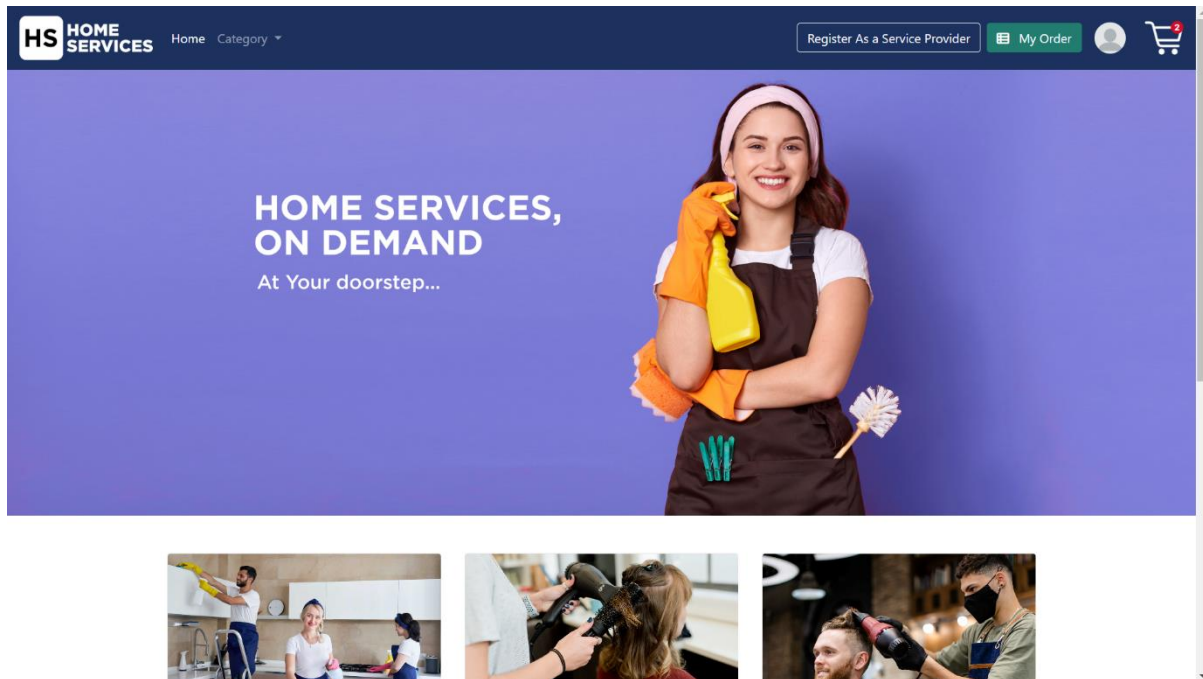 HS HOME
SERVICES
Home Category
Register As a Service Provider
My Order
2
HOME SERVICES,
ON DEMAND
At Your doorstep...